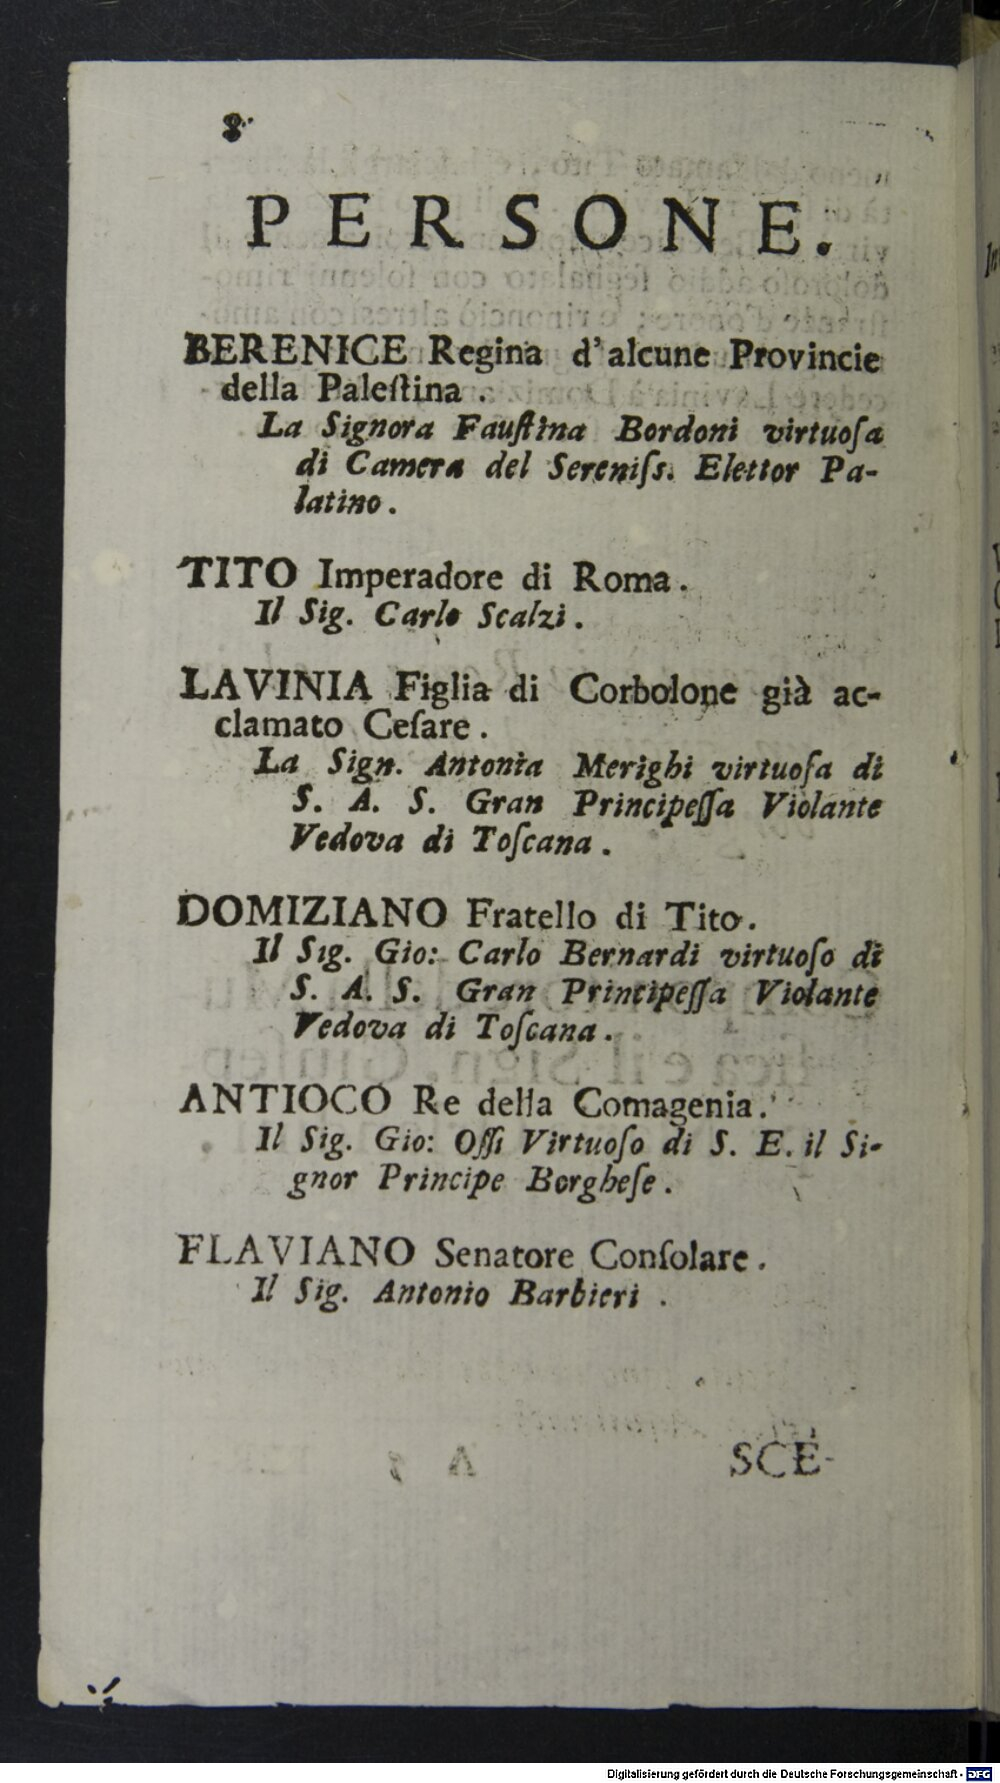 8
PERSONE.
BERENICE Regina d'alcune Provincie
della Paleſtina .
La Signora Fauſtina Bordoni virtuoſa
di Camera del Sereniſs. Elettor Pa-
latino .
TITO Imperadore di Roma .
Il Sig. Carlo Scalzi .
LAVINIA Figlia di Corbolone già ac-
clamato Ceſare .
La Sign. Antonia Merighi virtuoſa di
S. A. S. Gran Principeſſa Violante
Vedova di Toſcana .
DOMIZIANO Fratello di Tito.
Il Sig. Gio: Carlo Bernardi virtuoſo di
S. A. S. Gran Principeſſa Violante
Vedova di Toſcana .
ANTIOCO Re della Comagenia.
Il Sig. Gio: Oſſi Virtuoſo di S. E. il Si-
gnor Principe Borgheſe .
FLAVIANO Senatore Conſolare .
Il Sig. Antonio Barbieri .
SCE-
Digitalisierung gefördert durch die Deutsche Forschungsgemeinschaft - DFG